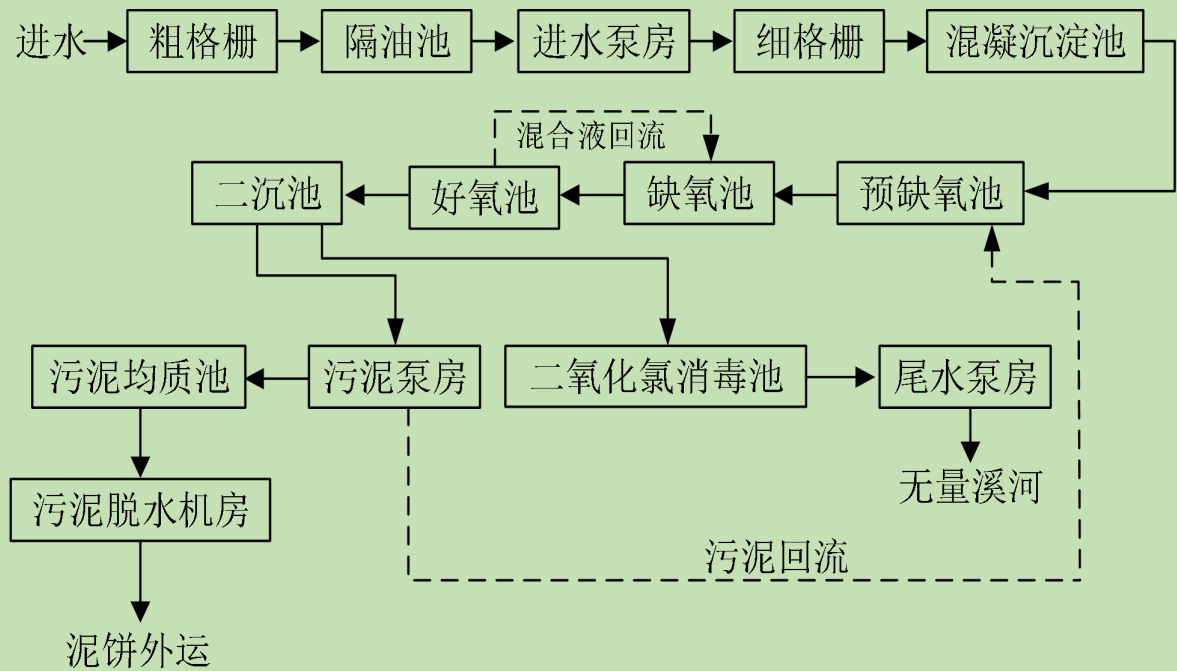 进水
粗格栅
隔油池
进水泵房
细格栅
混凝沉淀池
混合液回流
二沉池
好氧池
缺氧池
预缺氧池
污泥均质池
污泥泵房
二氧化氯消毒池
尾水泵房
无量溪河
污泥脱水机房
污泥回流
泥饼外运